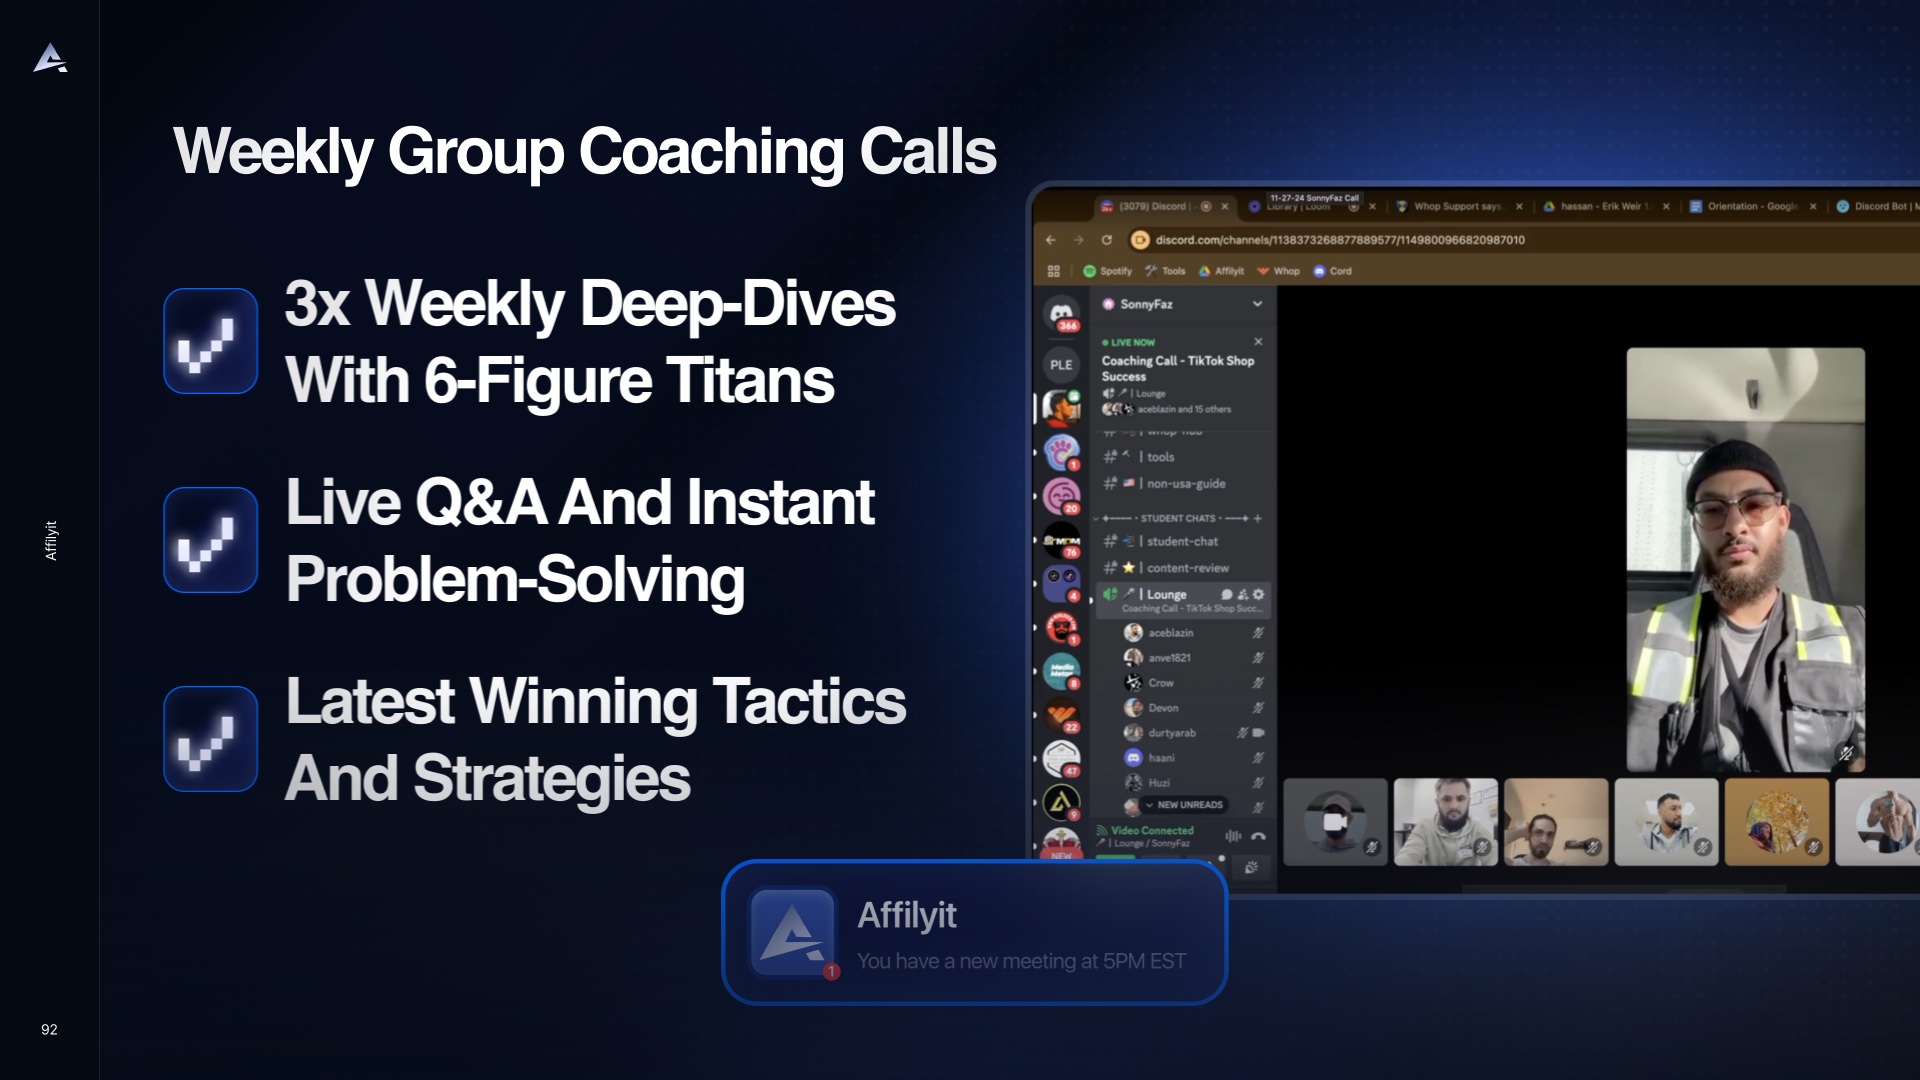 Weekly Group Coaching Calls
3x Weekly Deep-Dives
With 6-Figure Titans
Live Q&A And Instant
Problem-Solving
Latest Winning Tactics
And Strategies
Affilyit
92
11-27-24 SonnyFaz Call
(3079) Discord |
Library | Loom
Whop Support says
hassan - Erik Weir 1
Orientation - Google
Discord Bot |
discord.com/channels/1138373268877889577/1149800966820987010
Spotify
Tools
Affilyit
Whop
Cord
366
PLE
1
20
MDM
76
4
1
Media
8
22
47
9
NEW
SonnyFaz
LIVE NOW
Coaching Call - TikTok Shop
Success
| Lounge
aceblazin and 15 others
| whop-hub
| tools
| non-usa-guide
STUDENT CHATS
| student-chat
| content-review
| Lounge
Coaching Call - TikTok Shop Succ...
aceblazin
anve1821
Crow
Devon
durtyarab
haani
Huzi
NEW UNREADS
Video Connected
| Lounge / SonnyFaz
Affilyit
You have a new meeting at 5PM EST
1